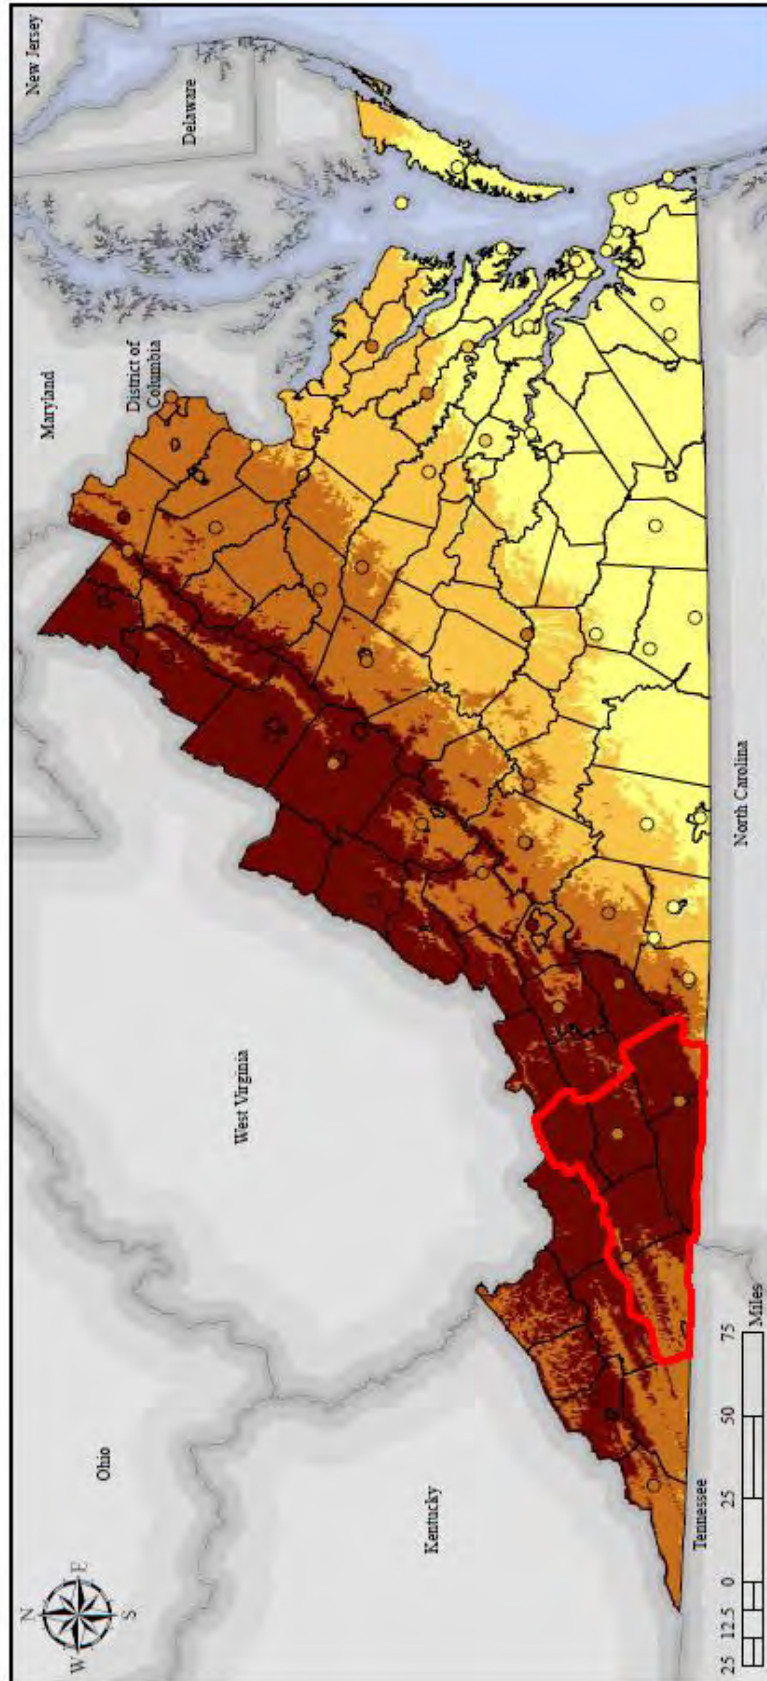 N
W
E
S
Ohio
Kentucky
West Virginia
Maryland
District of
Columbia
Delaware
New Jersey
Tennessee
North Carolina
25 12.5 0 25 50 75
Miles